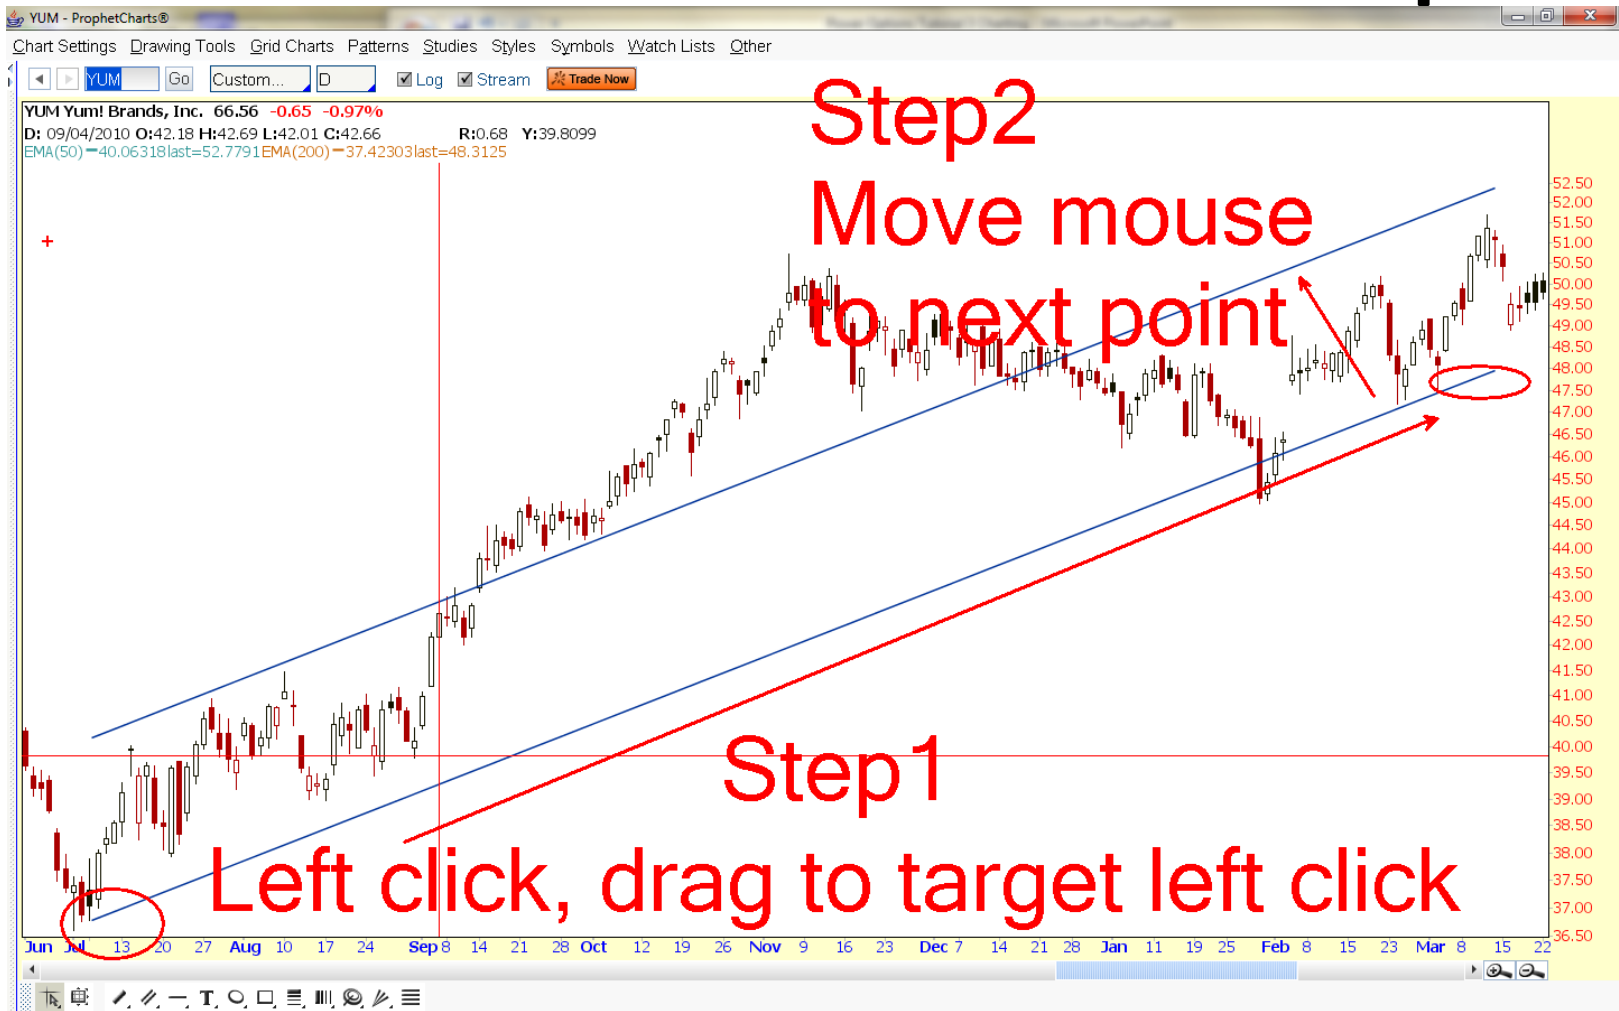 YUM - ProphetCharts®
Chart Settings Drawing Tools Grid Charts Patterns Studies Styles Symbols Watch Lists Other
YUM Go Custom... D Log Stream Trade Now
YUM Yum! Brands, Inc. 66.56 -0.65 -0.97%
D: 09/04/2010 O:42.18 H:42.69 L:42.01 C:42.66 R:0.68 Y:39.8099
EMA(50) 40.06318last=52.7791EMA(200) 37.42303last=48.3125
Step2
Move mouse
to next point
52.50
52.00
51.50
51.00
50.50
50.00
49.50
49.00
48.50
48.00
47.50
47.00
46.50
46.00
45.50
45.00
44.50
44.00
43.50
43.00
42.50
42.00
41.50
41.00
40.50
40.00
39.50
39.00
38.50
38.00
37.50
37.00
36.50
Step1
Left click, drag to target left click
Jun Jul 13 20 27 Aug 10 17 24 Sep 8 14 21 28 Oct 12 19 26 Nov 9 16 23 Dec 7 14 21 28 Jan 11 19 25 Feb 8 15 23 Mar 8 15 22
T